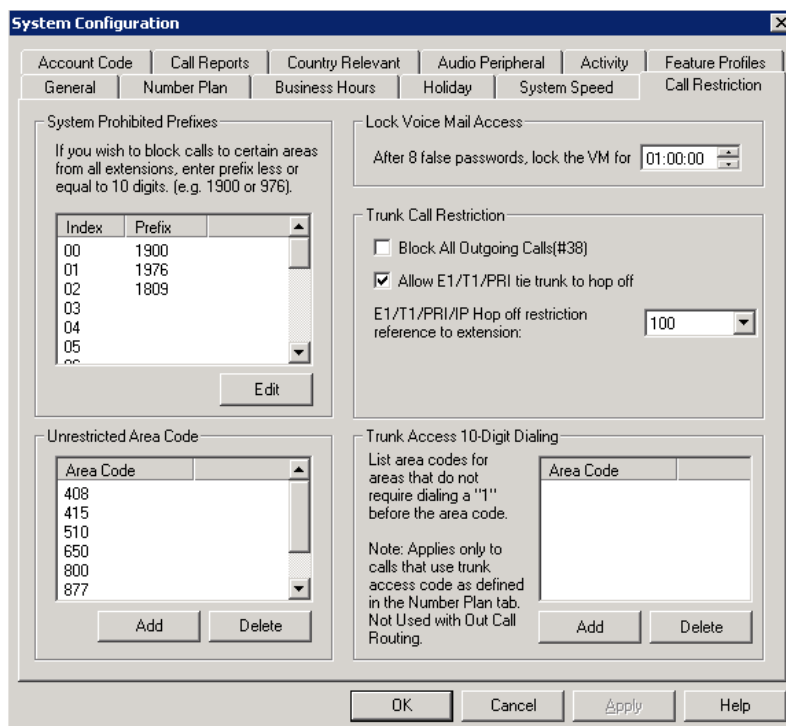 System Configuration
Account Code
Call Reports
Country Relevant
Audio Peripheral
Activity
Feature Profiles
General
Number Plan
Business Hours
Holiday
System Speed
Call Restriction
System Prohibited Prefixes
If you wish to block calls to certain areas
from all extensions, enter prefix less or
equal to 10 digits. (e.g. 1900 or 976).
Index Prefix
00 1900
01 1976
02 1809
03
04
05
Edit
Lock Voice Mail Access
After 8 false passwords, lock the VM for 01:00:00
Trunk Call Restriction
Block All Outgoing Calls(#38)
Allow E1/T1/PRI tie trunk to hop off
E1/T1/PRI/IP Hop off restriction
reference to extension:
100
Unrestricted Area Code
Area Code
408
415
510
650
800
877
Add
Delete
Trunk Access 10-Digit Dialing
List area codes for
areas that do not
require dialing a "1"
before the area code.
Note: Applies only to
calls that use trunk
access code as defined
in the Number Plan tab.
Not Used with Out Call
Routing.
Area Code
Add
Delete
OK
Cancel
Apply
Help